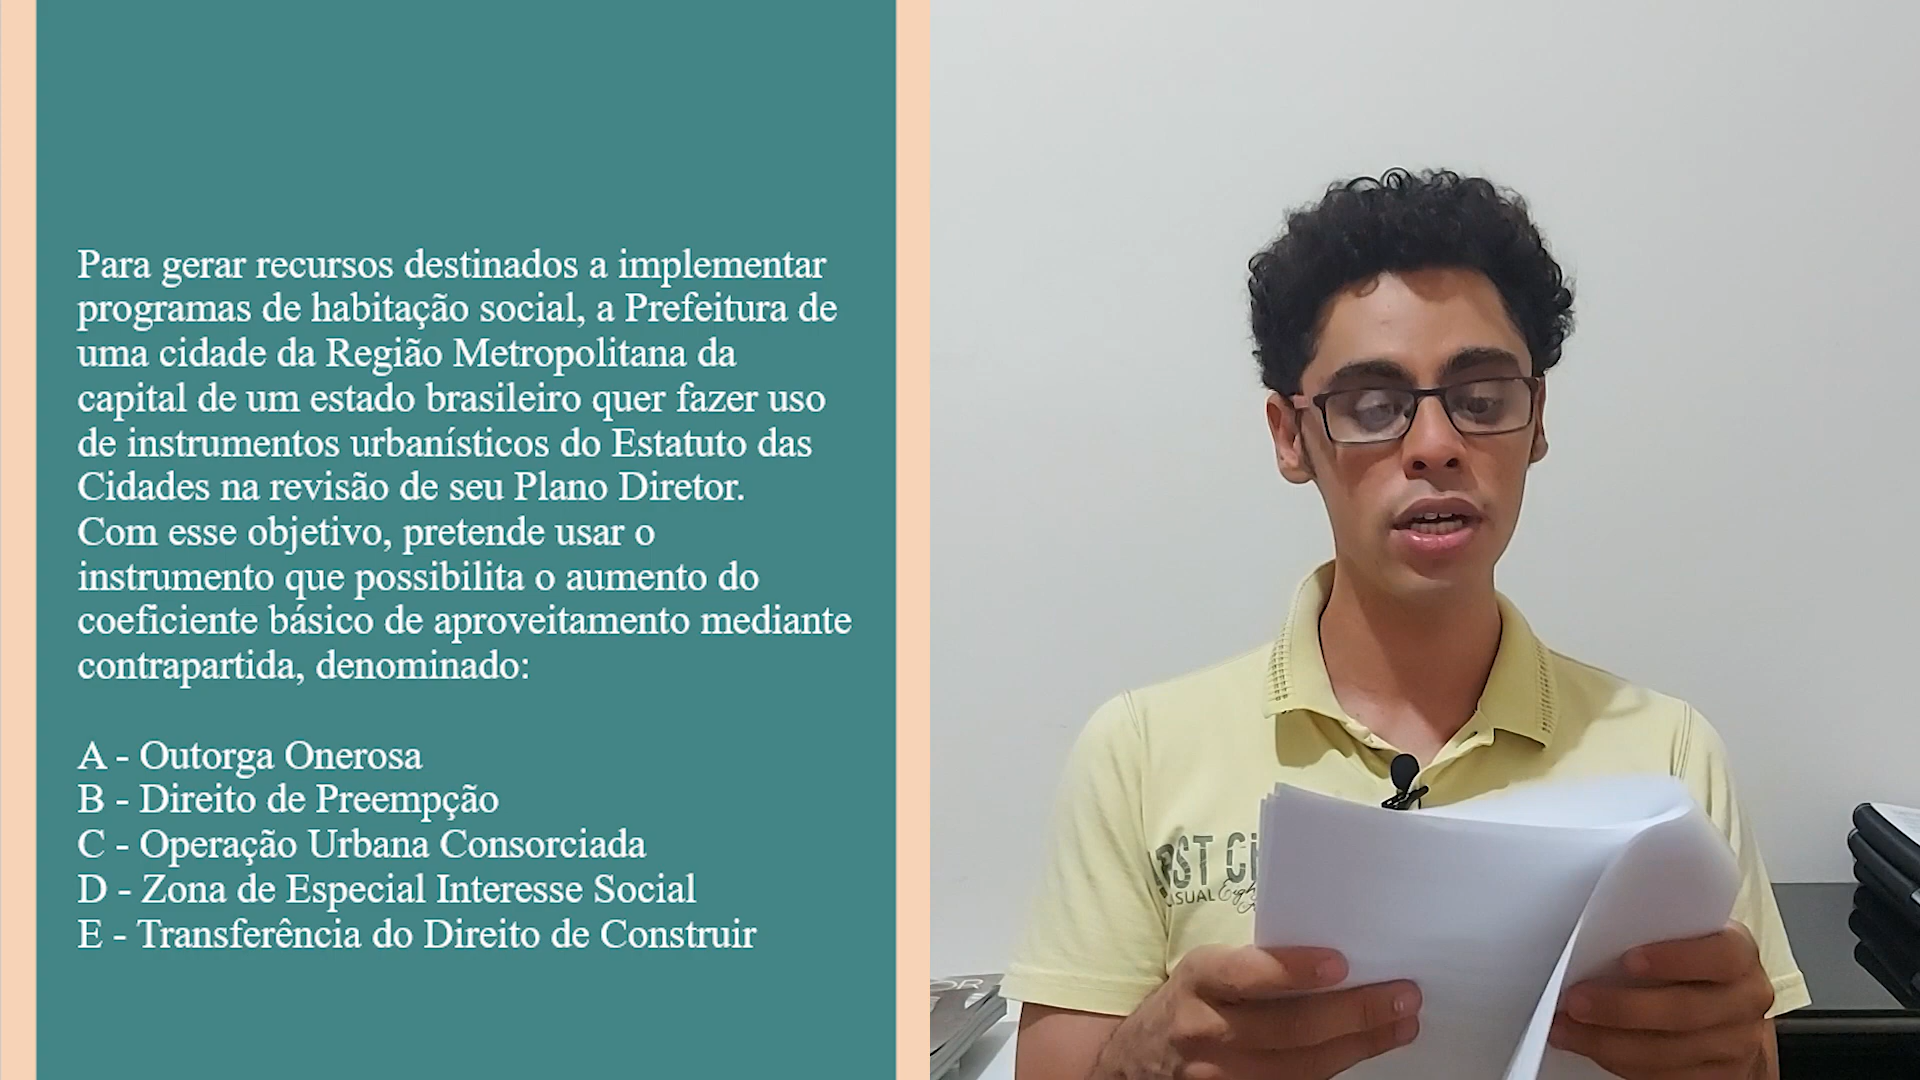 Para gerar recursos destinados a implementar
programas de habitação social, a Prefeitura de
uma cidade da Região Metropolitana da
capital de um estado brasileiro quer fazer uso
de instrumentos urbanísticos do Estatuto das
Cidades na revisão de seu Plano Diretor.
Com esse objetivo, pretende usar o
instrumento que possibilita o aumento do
coeficiente básico de aproveitamento mediante
contrapartida, denominado:
A - Outorga Onerosa
B - Direito de Preempção
C - Operação Urbana Consorciada
D - Zona de Especial Interesse Social
E - Transferência do Direito de Construir